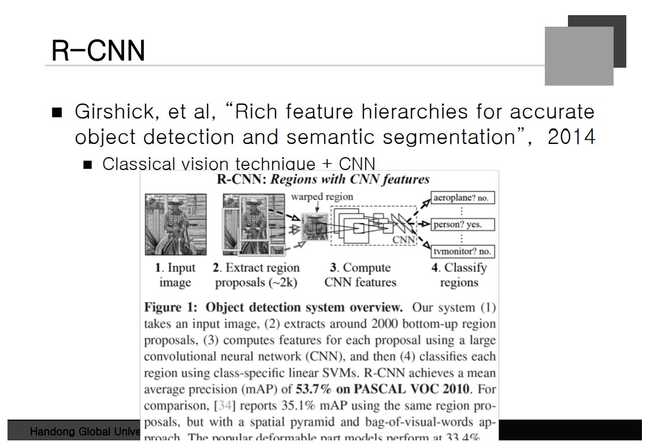 R-CNN
■ Girshick, et al, “Rich feature hierarchies for accurate
object detection and semantic segmentation”, 2014
■ Classical vision technique + CNN
R-CNN: Regions with CNN features
warped region
aeroplane? no.
person? yes.
CNN
tvmonitor? no.
1. Input
image
2. Extract region
proposals (~2k)
3. Compute
CNN features
4. Classify
regions
Figure 1: Object detection system overview. Our system (1)
takes an input image, (2) extracts around 2000 bottom-up region
proposals, (3) computes features for each proposal using a large
convolutional neural network (CNN), and then (4) classifies each
region using class-specific linear SVMs. R-CNN achieves a mean
average precision (mAP) of 53.7% on PASCAL VOC 2010. For
comparison, [34] reports 35.1% mAP using the same region pro-
posals, but with a spatial pyramid and bag-of-visual-words ap-
proach. The popular deformable part models perform at 33.4%.
Handong Global